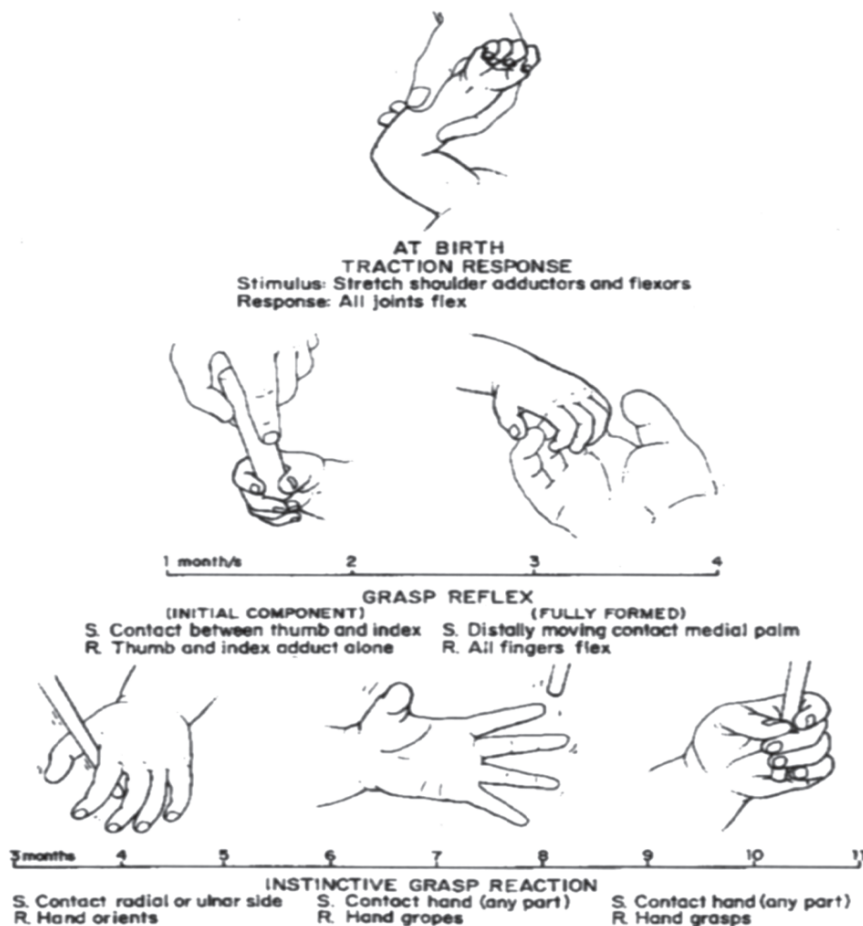 AT BIRTH
TRACTION RESPONSE
Stimulus: Stretch shoulder adductors and flexors
Response: All joints flex
1 month/s 2 3 4
GRASP REFLEX
(INITIAL COMPONENT) (FULLY FORMED)
S. Contact between thumb and index S. Distally moving contact medial palm
R. Thumb and index adduct alone R. All fingers flex
3 months 4 5 6 7 8 9 10 11
INSTINCTIVE GRASP REACTION
S. Contact radial or ulnar side S. Contact hand (any part) S. Contact hand (any part)
R. Hand orients R. Hand gropes R. Hand grasps